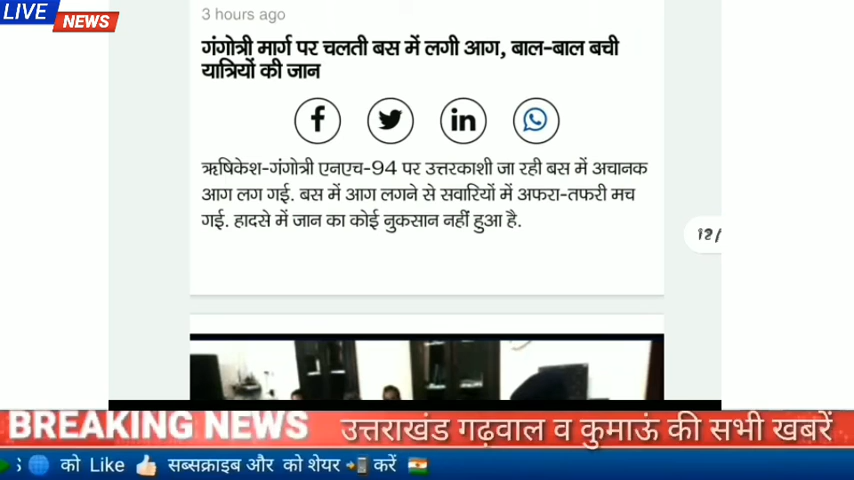 LIVE
NEWS
3 hours ago
गंगोत्री मार्ग पर चलती बस में लगी आग, बाल-बाल बची
यात्रियों की जान
ऋषिकेश-गंगोत्री एनएच-94 पर उत्तरकाशी जा रही बस में अचानक
आग लग गई. बस में आग लगने से सवारियों में अफरा-तफरी मच
गई. हादसे में जान का कोई नुकसान नहीं हुआ है.
12/
BREAKING NEWS
उत्तराखंड गढ़वाल व कुमाऊं की सभी खबरें
को Like 👍🏻 सब्सक्राइब और को शेयर 📲 करें 🇮🇳